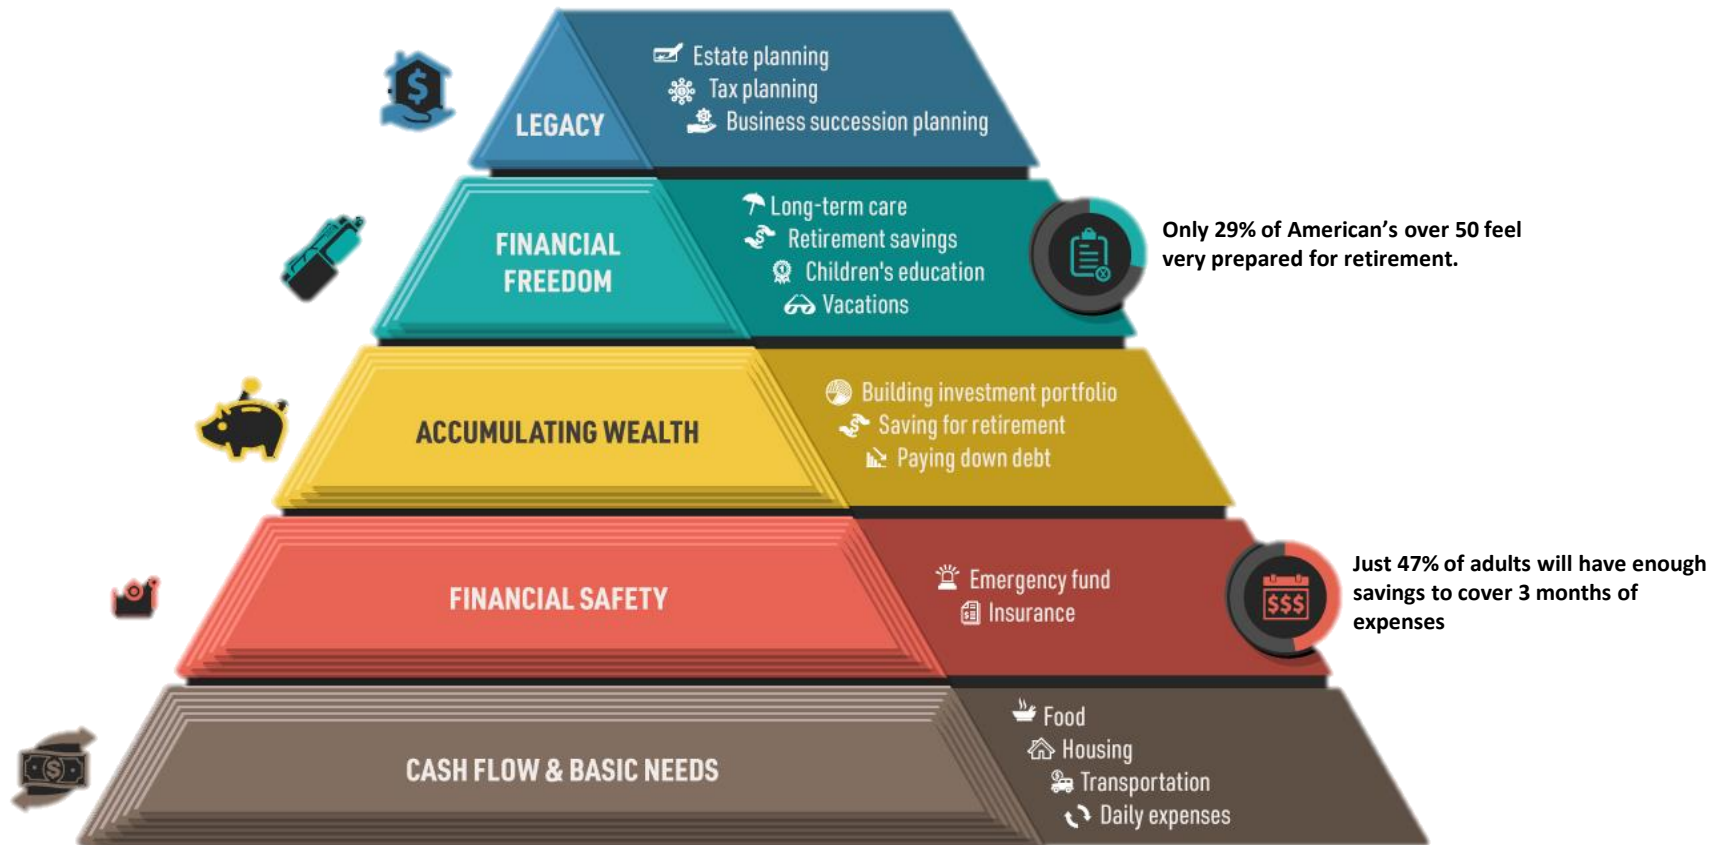 LEGACY
Estate planning
Tax planning
Business succession planning
FINANCIAL
FREEDOM
Long-term care
Retirement savings
Children's education
Vacations
Only 29% of American's over 50 feel
very prepared for retirement.
ACCUMULATING WEALTH
Building investment portfolio
Saving for retirement
Paying down debt
FINANCIAL SAFETY
Emergency fund
Insurance
$$$
Just 47% of adults will have enough
savings to cover 3 months of
expenses
CASH FLOW & BASIC NEEDS
Food
Housing
Transportation
Daily expenses